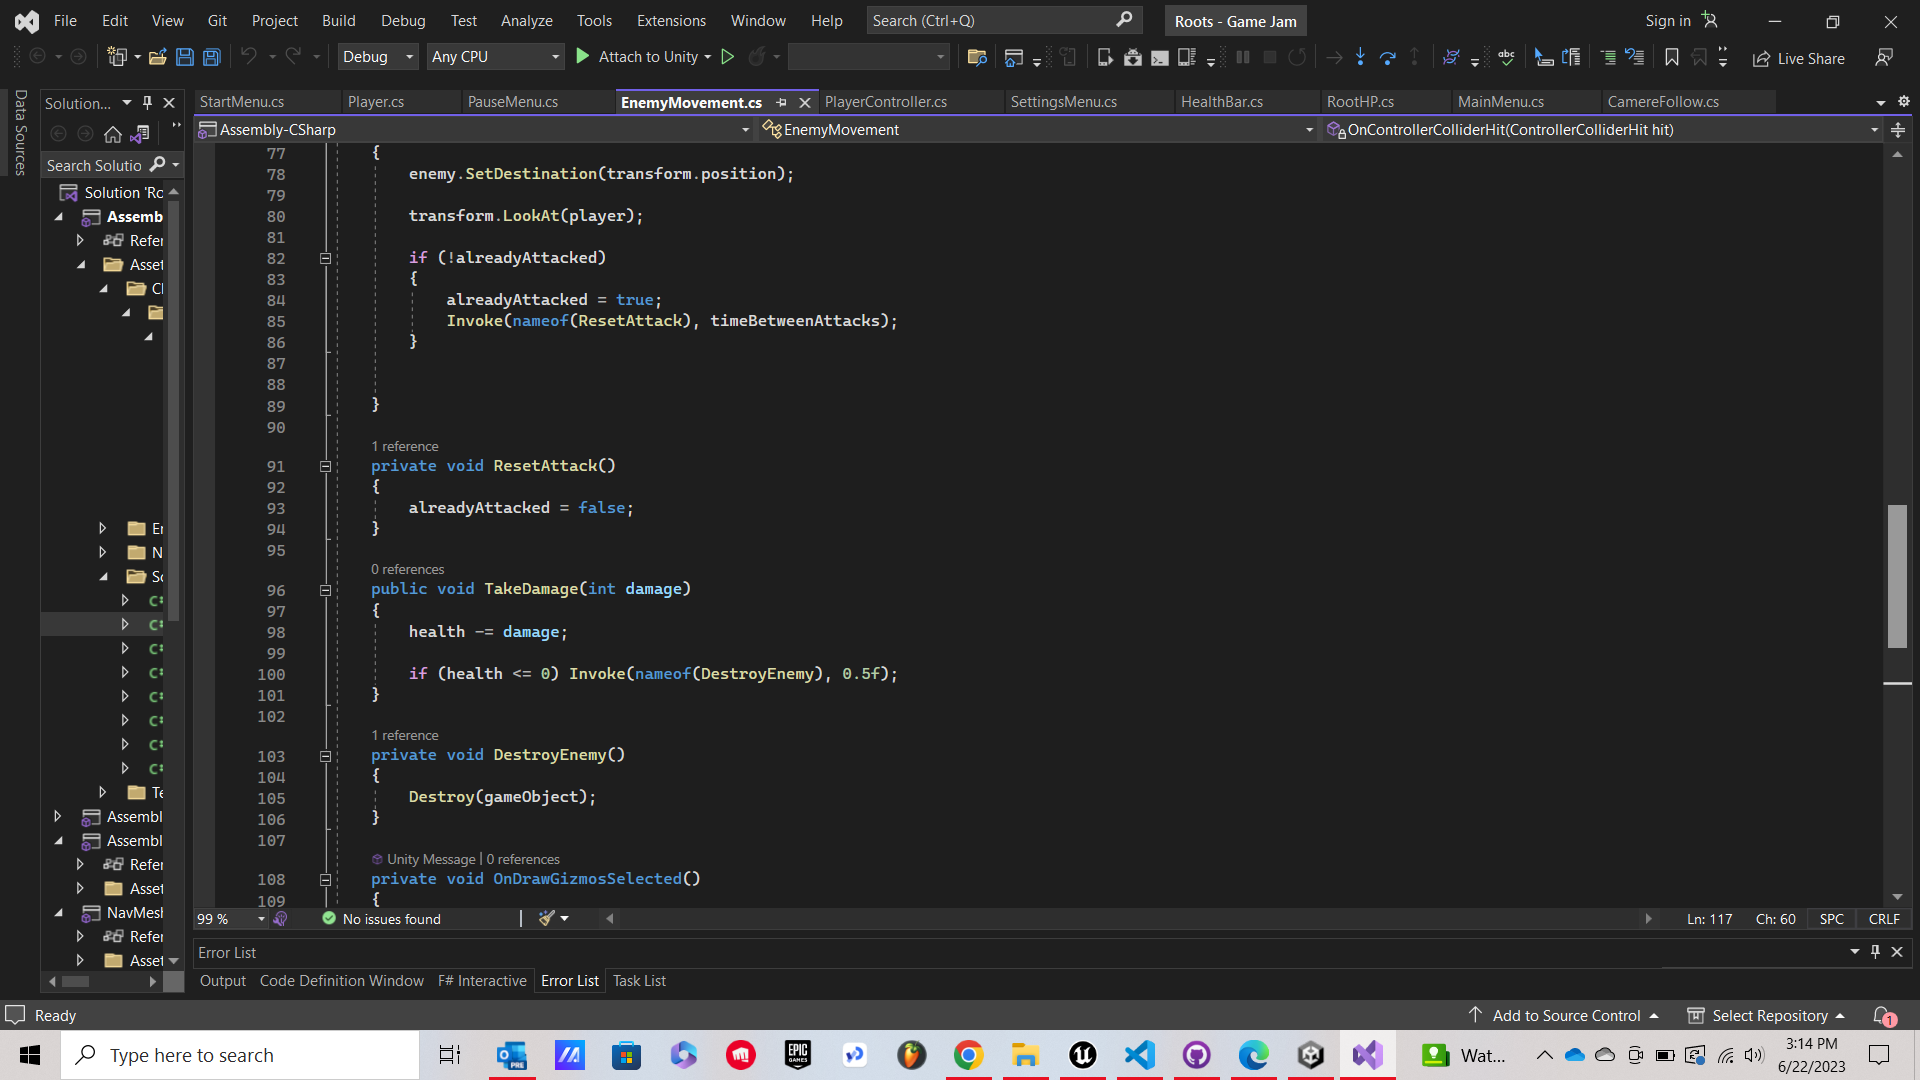 File Edit View Git Project Build Debug Test Analyze Tools Extensions Window Help Search (Ctrl+Q) Roots - Game Jam Sign in
Debug Any CPU Attach to Unity Live Share
Data Sources
Solution...
StartMenu.cs Player.cs PauseMenu.cs EnemyMovement.cs PlayerController.cs SettingsMenu.cs HealthBar.cs RootHP.cs MainMenu.cs CamereFollow.cs
Assembly-CSharp EnemyMovement OnControllerColliderHit(ControllerColliderHit hit)
Search Solutio
Solution 'Ro
Assemb
Refer
Asset
Cl
Er
N
Sc
C#
C#
C#
C#
C#
C#
C#
C#
Te
Assembl
Assembl
Refer
Asset
NavMesh
Refer
Asset
77 {
78 enemy.SetDestination(transform.position);
79
80 transform.LookAt(player);
81
82 if (!alreadyAttacked)
83 {
84 alreadyAttacked = true;
85 Invoke(nameof(ResetAttack), timeBetweenAttacks);
86 }
87
88
89 }
90
1 reference
91 private void ResetAttack()
92 {
93 alreadyAttacked = false;
94 }
95
0 references
96 public void TakeDamage(int damage)
97 {
98 health -= damage;
99
100 if (health <= 0) Invoke(nameof(DestroyEnemy), 0.5f);
101 }
102
1 reference
103 private void DestroyEnemy()
104 {
105 Destroy(gameObject);
106 }
107
Unity Message | 0 references
108 private void OnDrawGizmosSelected()
109 {
99 % No issues found Ln: 117 Ch: 60 SPC CRLF
Error List
Output Code Definition Window F# Interactive Error List Task List
Ready Add to Source Control Select Repository 1
Type here to search PRE EPIC GAMES Wat... 3:14 PM
6/22/2023